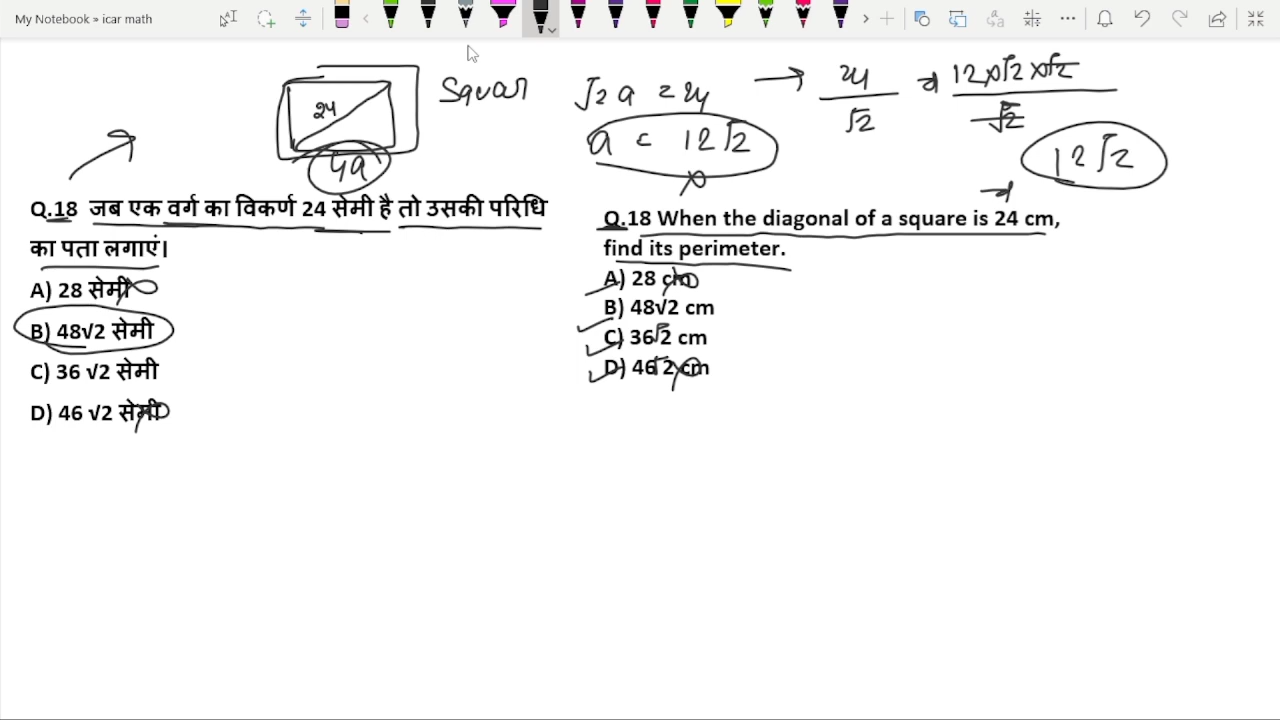 My Notebook » icar math
24
Squar
4a
√2 a = 24
a = 12√2
24/√2
12×√2×√2/√2
12√2
Q.18 जब एक वर्ग का विकर्ण 24 सेमी है तो उसकी परिधि
का पता लगाएं।
A) 28 सेमी
B) 48√2 सेमी
C) 36 √2 सेमी
D) 46 √2 सेमी
Q.18 When the diagonal of a square is 24 cm,
find its perimeter.
A) 28 cm
B) 48√2 cm
C) 36√2 cm
D) 46√2 cm